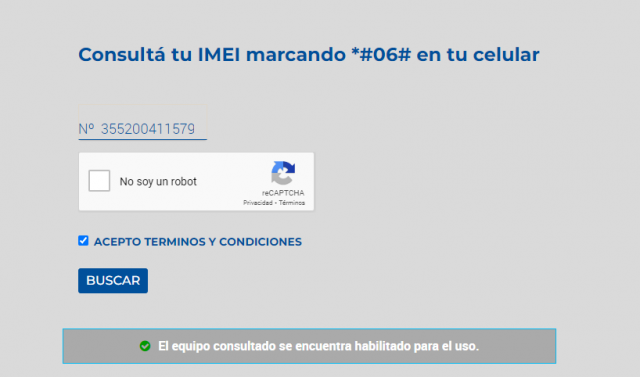 Consultá tu IMEI marcando *#06# en tu celular
Nº 355200411579
No soy un robot
reCAPTCHA
Privacidad - Términos
ACEPTO TERMINOS Y CONDICIONES
BUSCAR
El equipo consultado se encuentra habilitado para el uso.